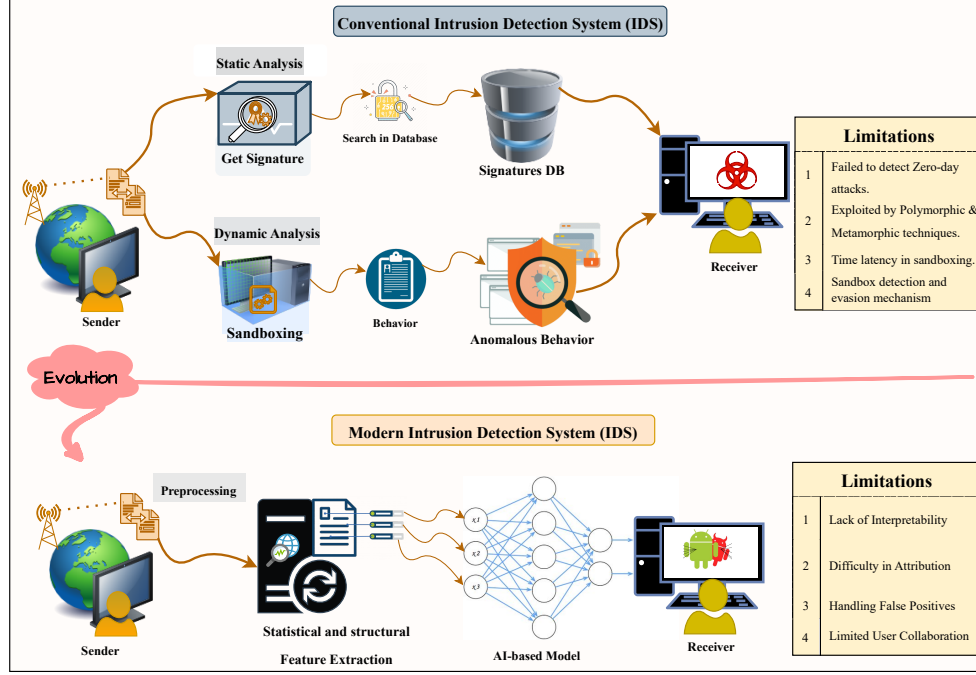 Conventional Intrusion Detection System (IDS)
Static Analysis
Get Signature
256
Search in Database
Signatures DB
Sender
Dynamic Analysis
Sandboxing
Behavior
Anomalous Behavior
Receiver
Limitations
1 Failed to detect Zero-day
attacks.
2 Exploited by Polymorphic &
Metamorphic techniques.
3 Time latency in sandboxing.
4 Sandbox detection and
evasion mechanism
Evolution
Modern Intrusion Detection System (IDS)
Preprocessing
Sender
Statistical and structural
Feature Extraction
x1
x2
x3
AI-based Model
Receiver
Limitations
1 Lack of Interpretability
2 Difficulty in Attribution
3 Handling False Positives
4 Limited User Collaboration